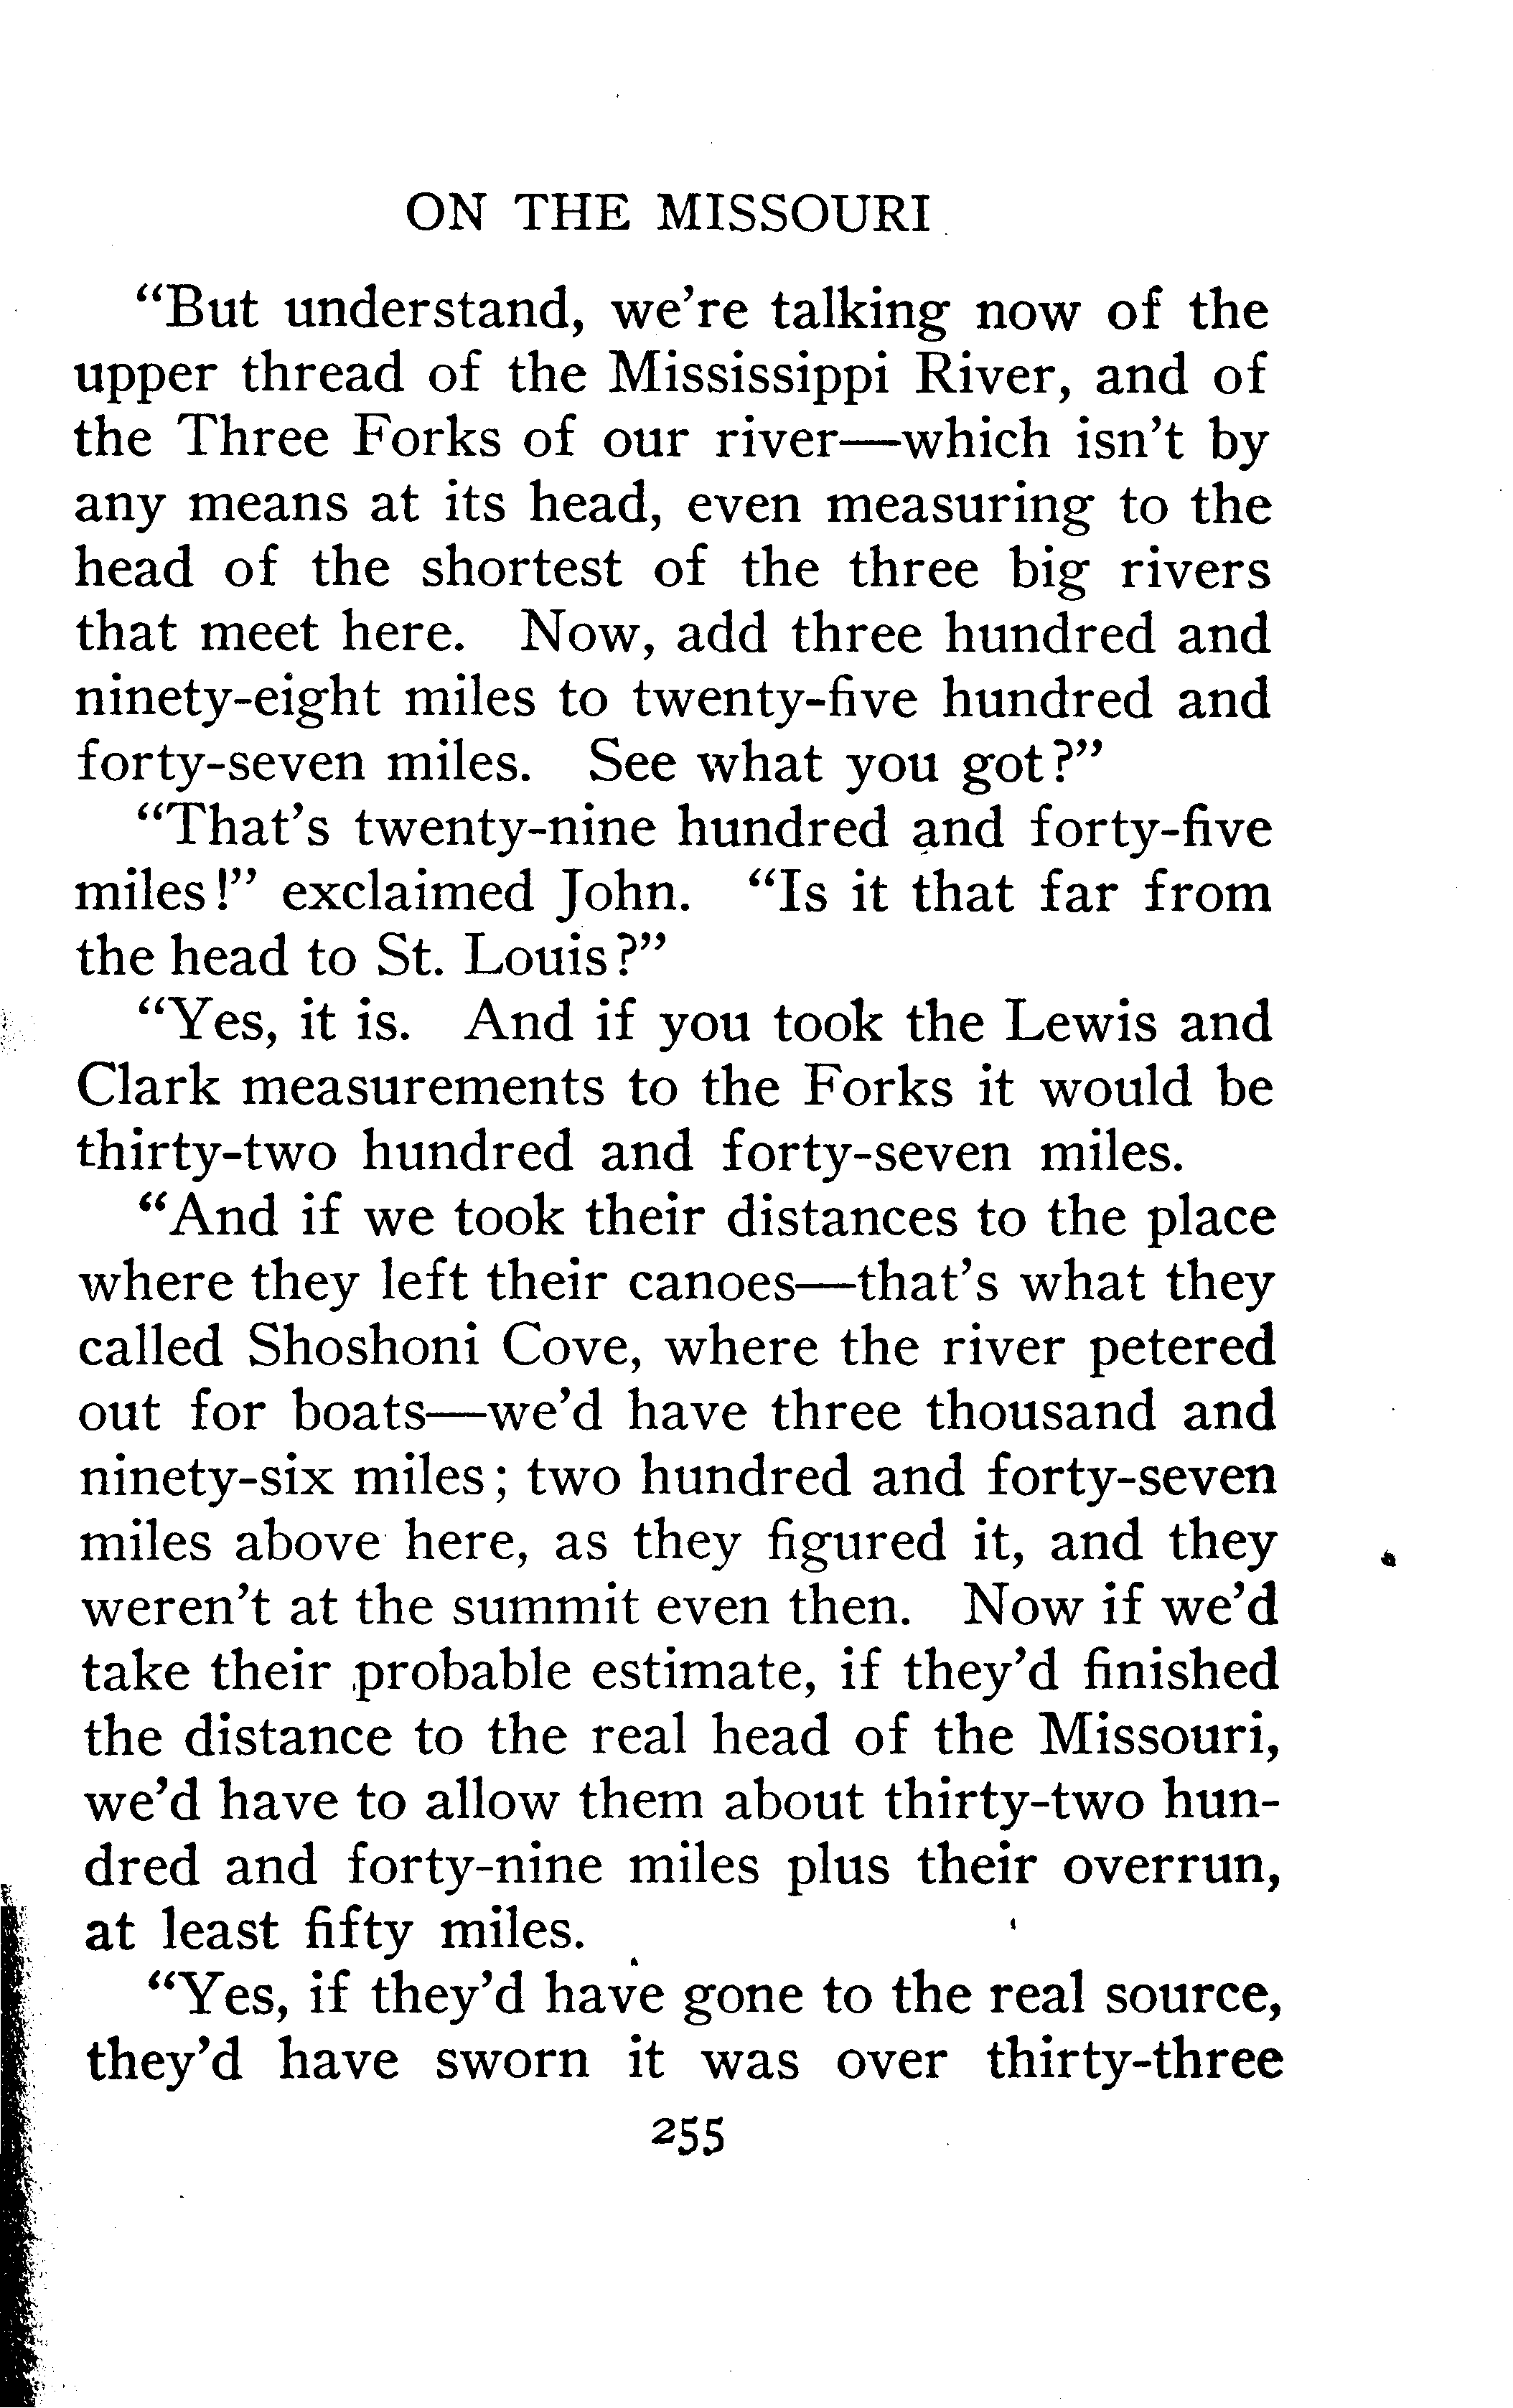 ON THE MISSOURI
“But understand, we’re talking now of the
upper thread of the Mississippi River, and of
the Three Forks of our river—which isn’t by
any means at its head, even measuring to the
head of the shortest of the three big rivers
that meet here. Now, add three hundred and
ninety-eight miles to twenty-five hundred and
forty-seven miles. See what you got?”
“That’s twenty-nine hundred and forty-five
miles!” exclaimed John. “Is it that far from
the head to St. Louis?”
“Yes, it is. And if you took the Lewis and
Clark measurements to the Forks it would be
thirty-two hundred and forty-seven miles.
“And if we took their distances to the place
where they left their canoes—that’s what they
called Shoshoni Cove, where the river petered
out for boats—we’d have three thousand and
ninety-six miles; two hundred and forty-seven
miles above here, as they figured it, and they
weren’t at the summit even then. Now if we’d
take their probable estimate, if they’d finished
the distance to the real head of the Missouri,
we’d have to allow them about thirty-two hun-
dred and forty-nine miles plus their overrun,
at least fifty miles.
“Yes, if they’d have gone to the real source,
they’d have sworn it was over thirty-three
255